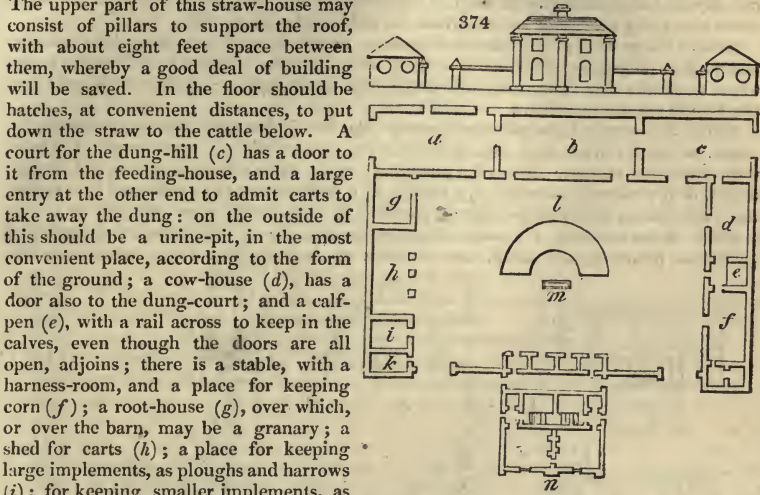 The upper part of this straw-house may
consist of pillars to support the roof,
with about eight feet space between
them, whereby a good deal of building
will be saved. In the floor should be
hatches, at convenient distances, to put
down the straw to the cattle below. A
court for the dung-hill (c) has a door to
it from the feeding-house, and a large
entry at the other end to admit carts to
take away the dung: on the outside of
this should be a urine-pit, in the most
convenient place, according to the form
of the ground; a cow-house (d), has a
door also to the dung-court; and a calf-
pen (e), with a rail across to keep in the
calves, even though the doors are all
open, adjoins; there is a stable, with a
harness-room, and a place for keeping
corn (f); a root-house (g), over which,
or over the barn, may be a granary; a
shed for carts (h); a place for keeping
large implements, as ploughs and harrows
(i); for keeping smaller implements, as
374
a
b
c
g
l
d
h
m
e
i
f
k
n